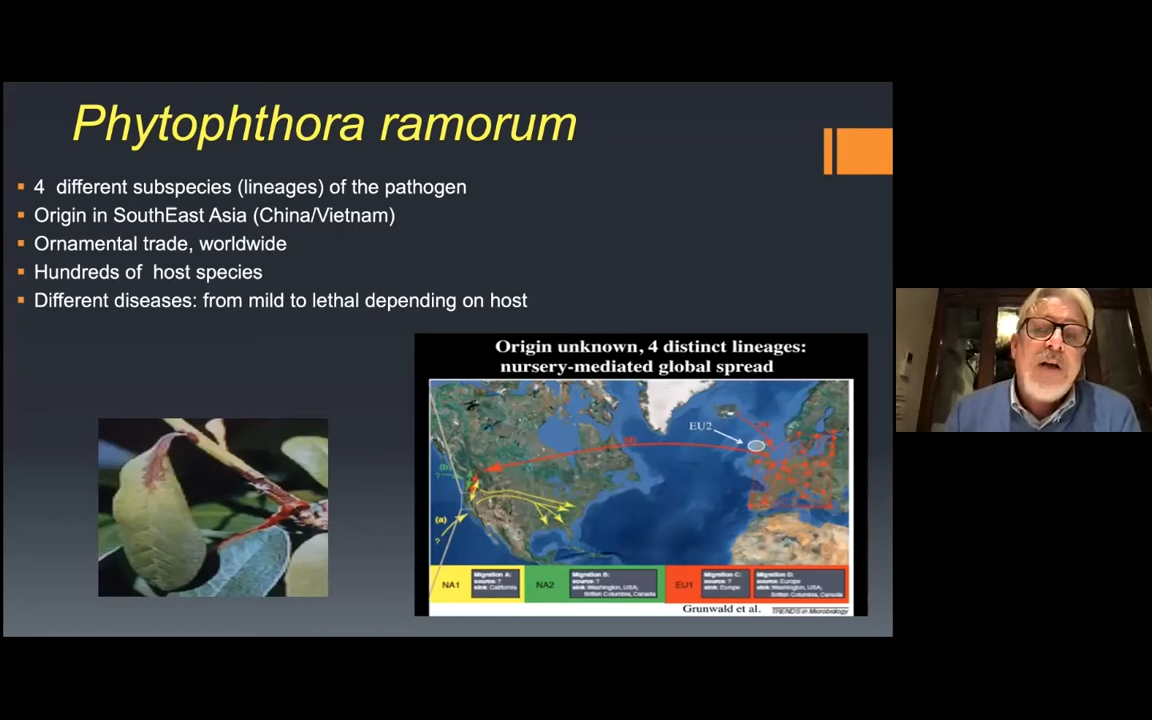 Phytophthora ramorum
4 different subspecies (lineages) of the pathogen
Origin in SouthEast Asia (China/Vietnam)
Ornamental trade, worldwide
Hundreds of host species
Different diseases: from mild to lethal depending on host
Origin unknown, 4 distinct lineages:
nursery-mediated global spread
EU2
(d)
(b)
?
(a)
?
NA1
Migration A:
source: ?
sink: California
NA2
Migration B:
source: ?
sink: Washington, USA;
British Columbia, Canada
EU1
Migration C:
source: ?
sink: Europe
Migration D:
source: Europe
sink: Washington, USA;
British Columbia, Canada
Grunwald et al.
TRENDS in Microbiology